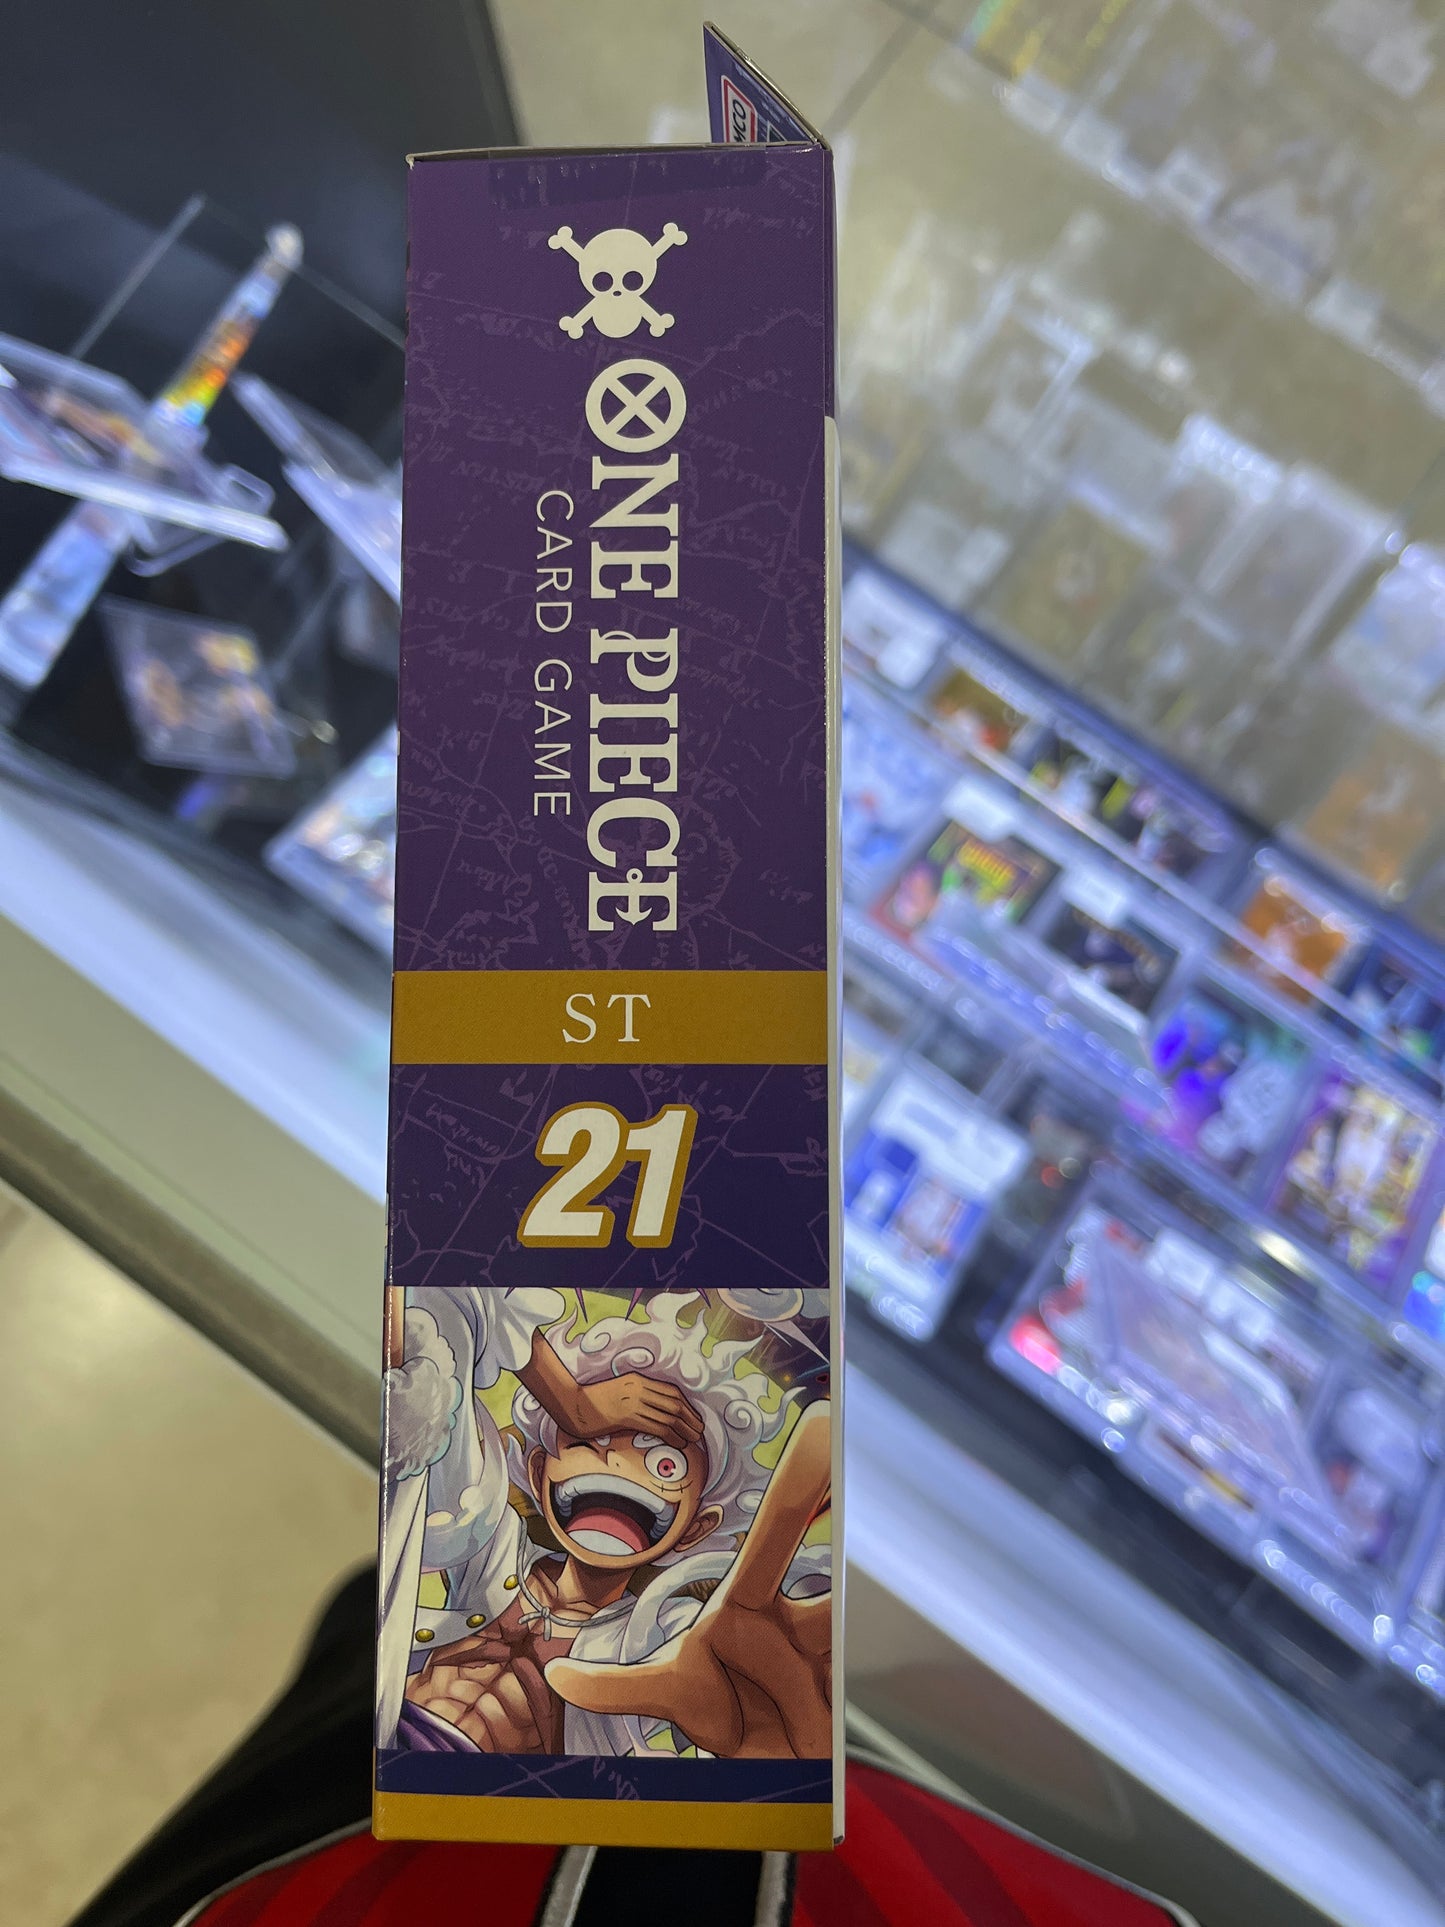 ONE PIECE
CARD GAME
ST
21